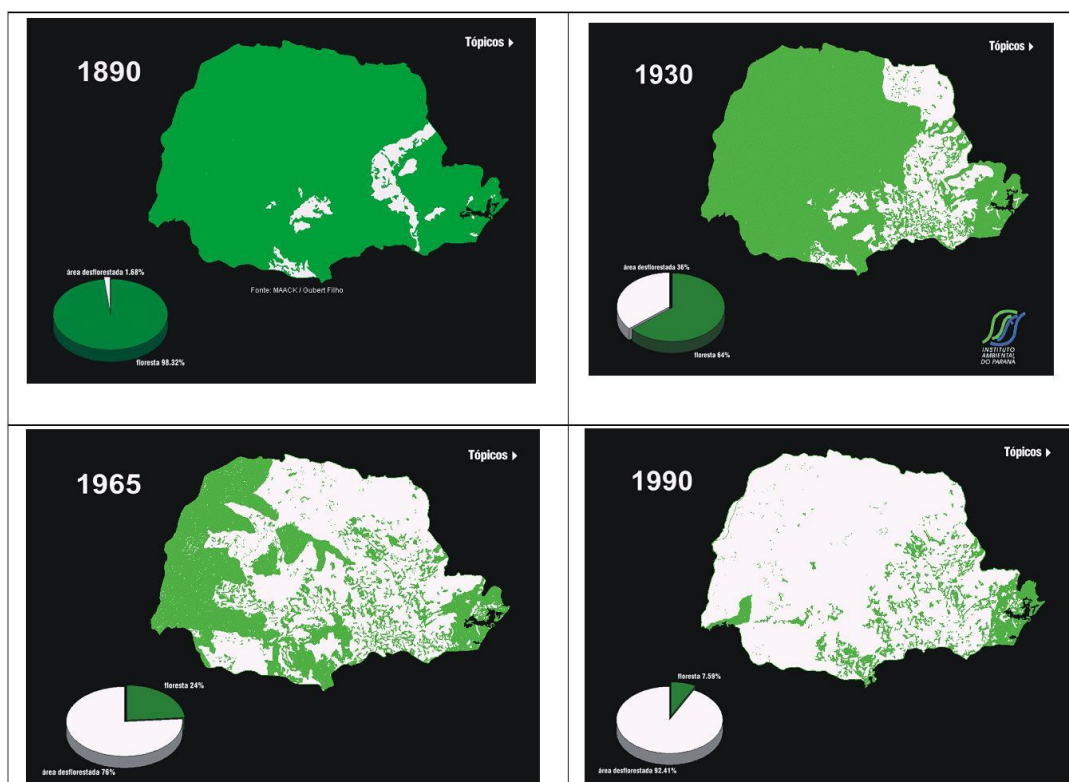 Tópicos
1890
área desflorestada 1.68%
Fonte: MAACK / Gubert Filho
floresta 98.32%
Tópicos
1930
área desflorestada 36%
floresta 64%
INSTITUTO
AMBIENTAL
DO PARANÁ
Tópicos
1965
floresta 24%
área desflorestada 76%
Tópicos
1990
floresta 7.59%
área desflorestada 92.41%